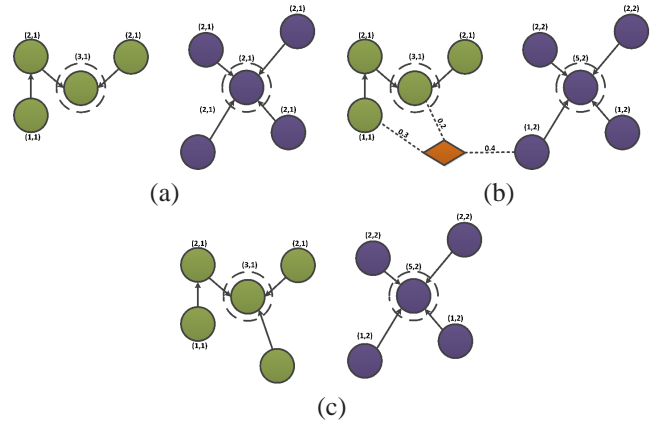 (2,1) (3,1) (2,1) (2,1) (2,1)
(2,1)
(2,1) (2,1)
(1,1)
(a)
(2,1) (3,1) (2,1) (2,2) (2,2)
(5,2)
(1,2) (1,2)
(1,1)
0.3 0.2 0.4
(b)
(2,1) (3,1) (2,1) (2,2) (2,2)
(5,2)
(1,1) (1,2) (1,2)
(c)